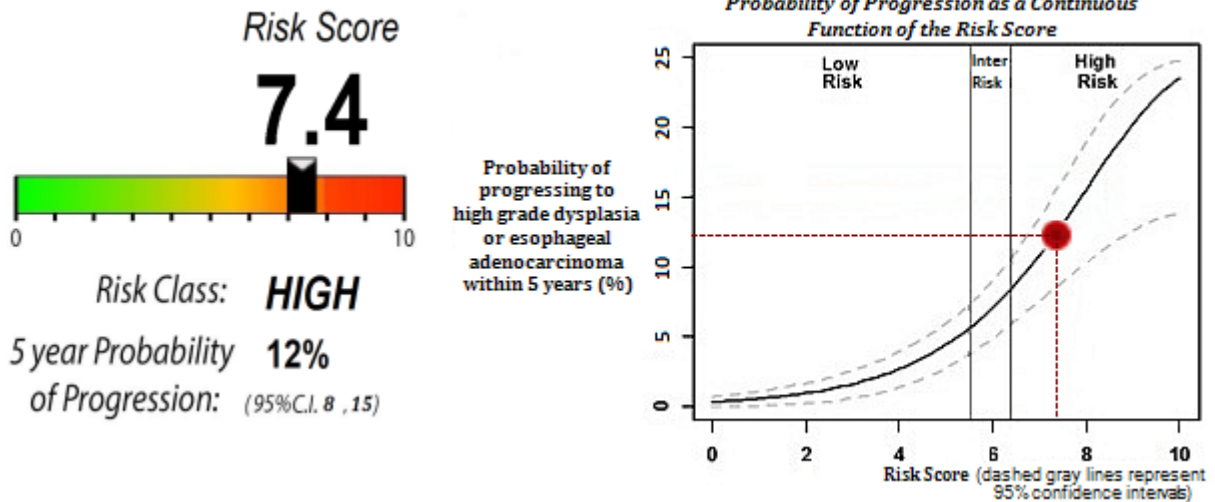 Risk Score
7.4
0
10
Risk Class: HIGH
5 year Probability 12%
of Progression: (95%C.I. 8 ,15)
Probability of Progression as a Continuous
Function of the Risk Score
Probability of
progressing to
high grade dysplasia
or esophageal
adenocarcinoma
within 5 years (%)
25
20
15
10
5
0
Low
Risk
Inter
Risk
High
Risk
0 2 4 6 8 10
Risk Score (dashed gray lines represent
95% confidence intervals)